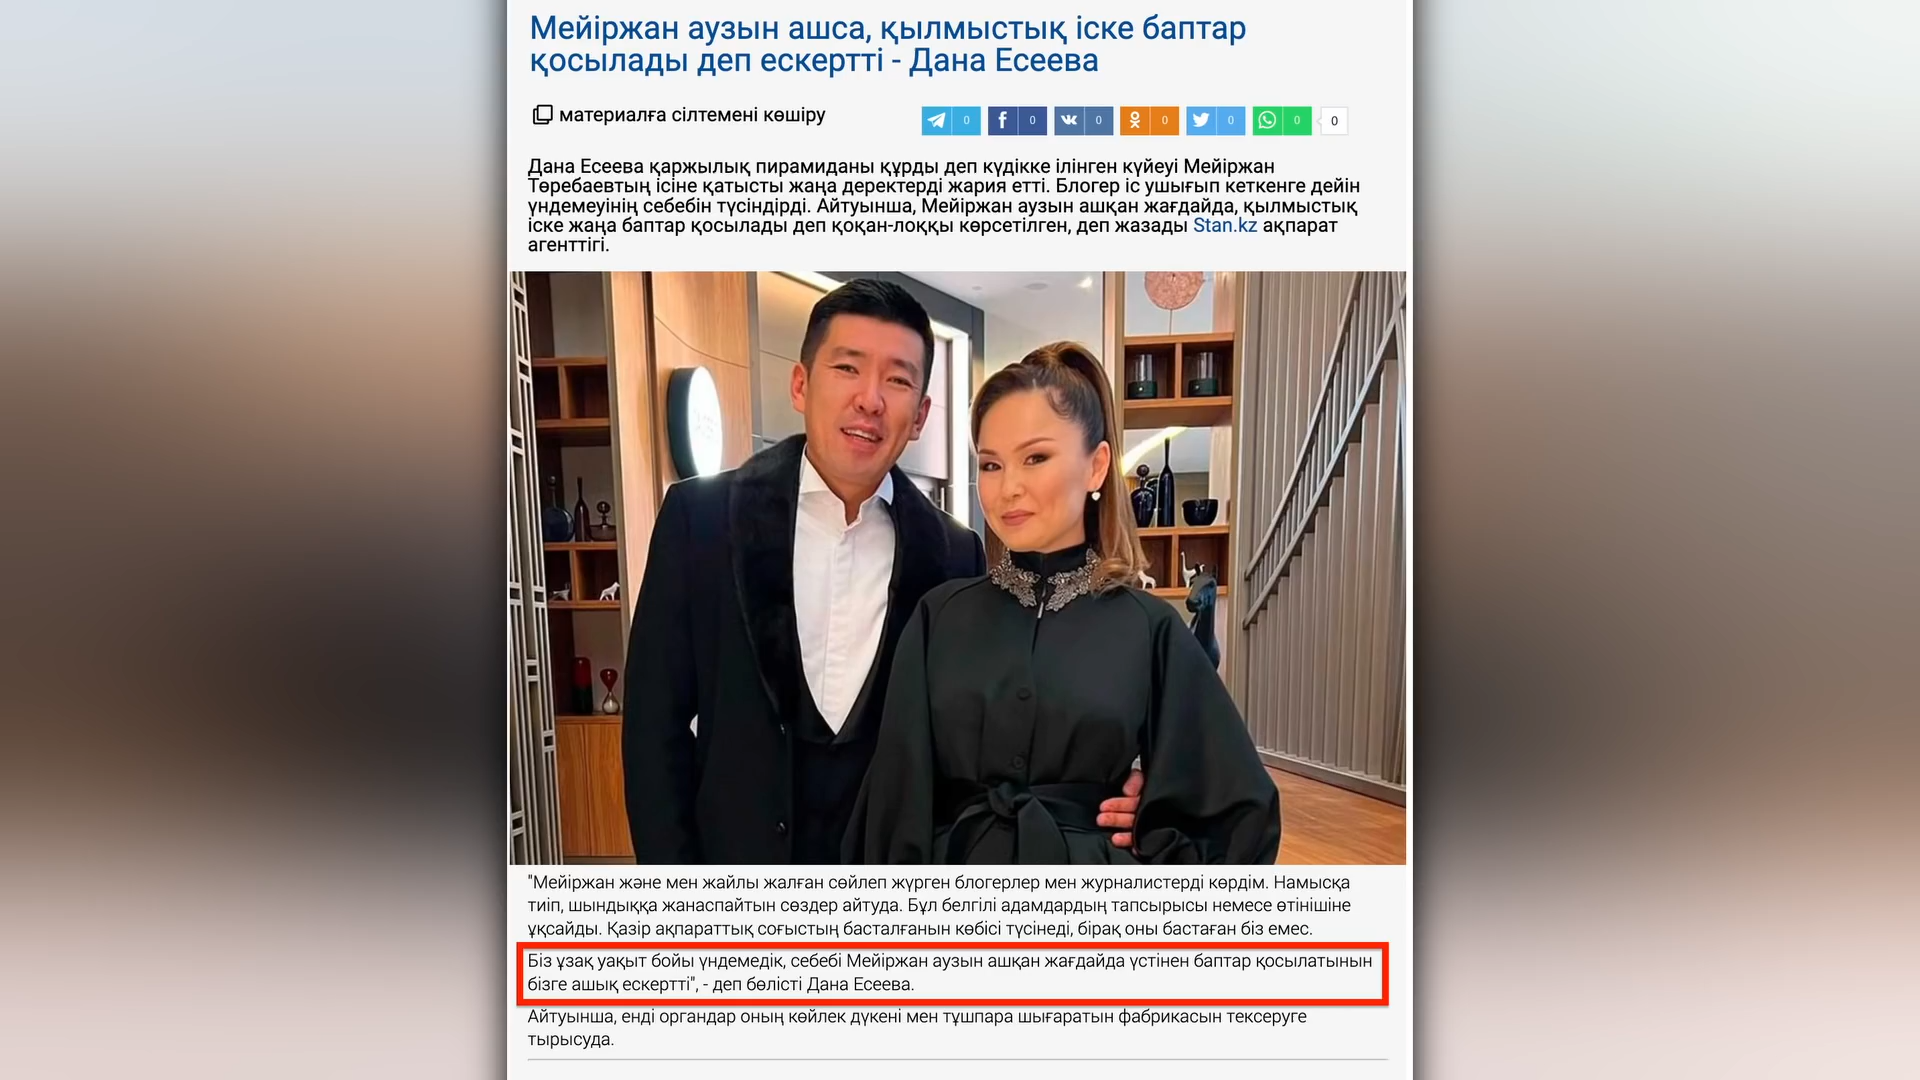 Мейіржан аузын ашса, қылмыстық іске баптар
қосылады деп ескертті - Дана Есеева
материалға сілтемені көшіру
0
0
0
0
0
0
0
Дана Есеева қаржылық пирамиданы құрды деп күдікке ілінген күйеуі Мейіржан
Төребаевтың ісіне қатысты жаңа деректерді жария етті. Блогер іс ушығып кеткенге дейін
үндемеуінің себебін түсіндірді. Айтуынша, Мейіржан аузын ашқан жағдайда, қылмыстық
іске жаңа баптар қосылады деп қоқан-лоққы көрсетілген, деп жазады Stan.kz ақпарат
агенттігі.
"Мейіржан және мен жайлы жалған сөйлеп жүрген блогерлер мен журналистерді көрдім. Намысқа
тиіп, шындыққа жанаспайтын сөздер айтуда. Бұл белгілі адамдардың тапсырысы немесе өтінішіне
ұқсайды. Қазір ақпараттық соғыстың басталғанын көбісі түсінеді, бірақ оны бастаған біз емес.
Біз ұзақ уақыт бойы үндемедік, себебі Мейіржан аузын ашқан жағдайда үстінен баптар қосылатынын
бізге ашық ескертті", - деп бөлісті Дана Есеева.
Айтуынша, енді органдар оның көйлек дүкені мен тұшпара шығаратын фабрикасын тексеруге
тырысуда.